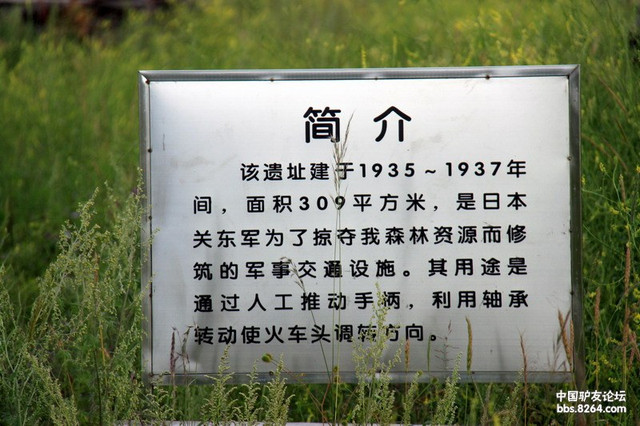 简介
该遗址建于1935～1937年
间，面积309平方米，是日本
关东军为了掠夺我森林资源而修
筑的军事交通设施。其用途是
通过人工推动手柄，利用轴承
转动使火车头调转方向。
中国驴友论坛
bbs.8264.com